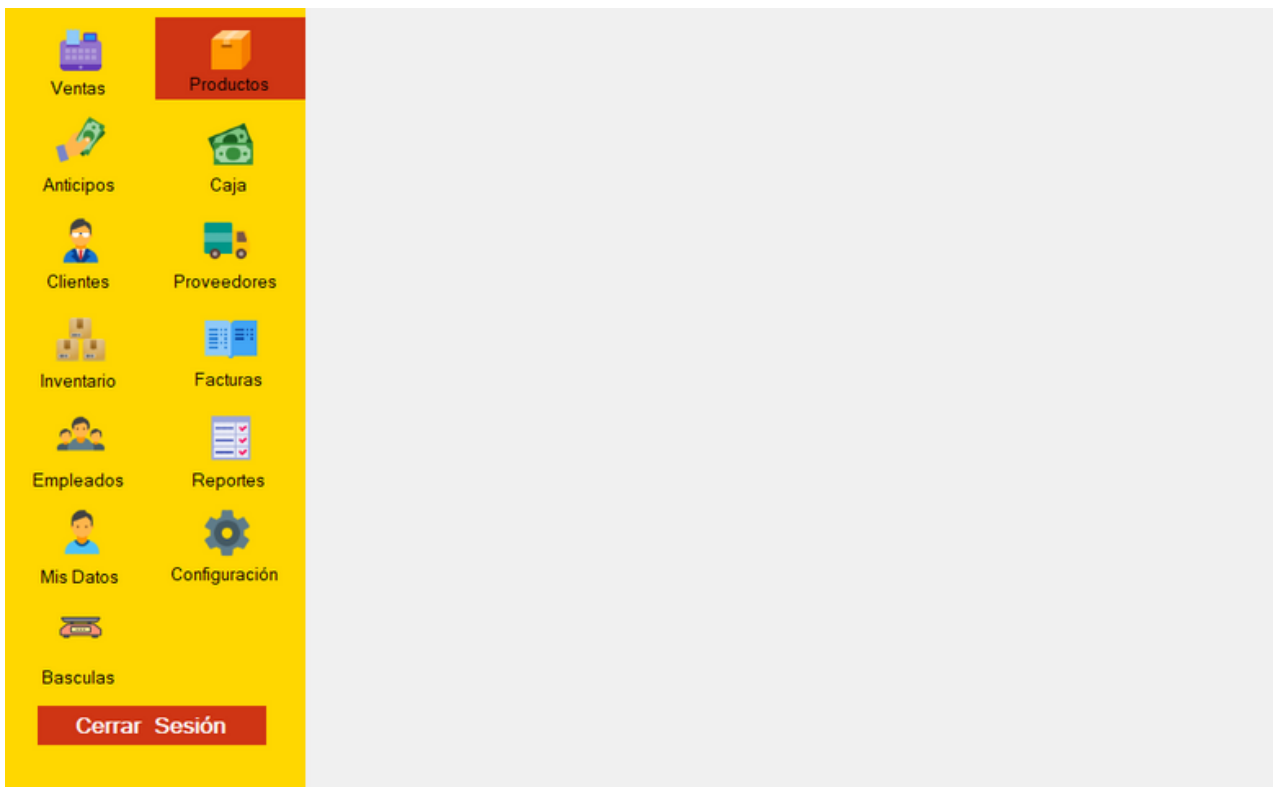 Ventas
Productos
Anticipos
Caja
Clientes
Proveedores
Inventario
Facturas
Empleados
Reportes
Mis Datos
Configuración
Basculas
Cerrar Sesión